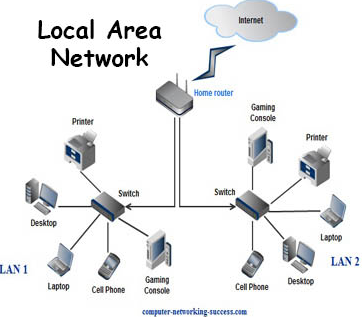 Local Area
Network
Internet
Home router
Gaming
Console
Printer
Printer
Switch
Switch
Desktop
Laptop
LAN 1
Laptop
Cell Phone
Gaming
Console
Cell Phone
Desktop
LAN 2
computer-networking-success.com